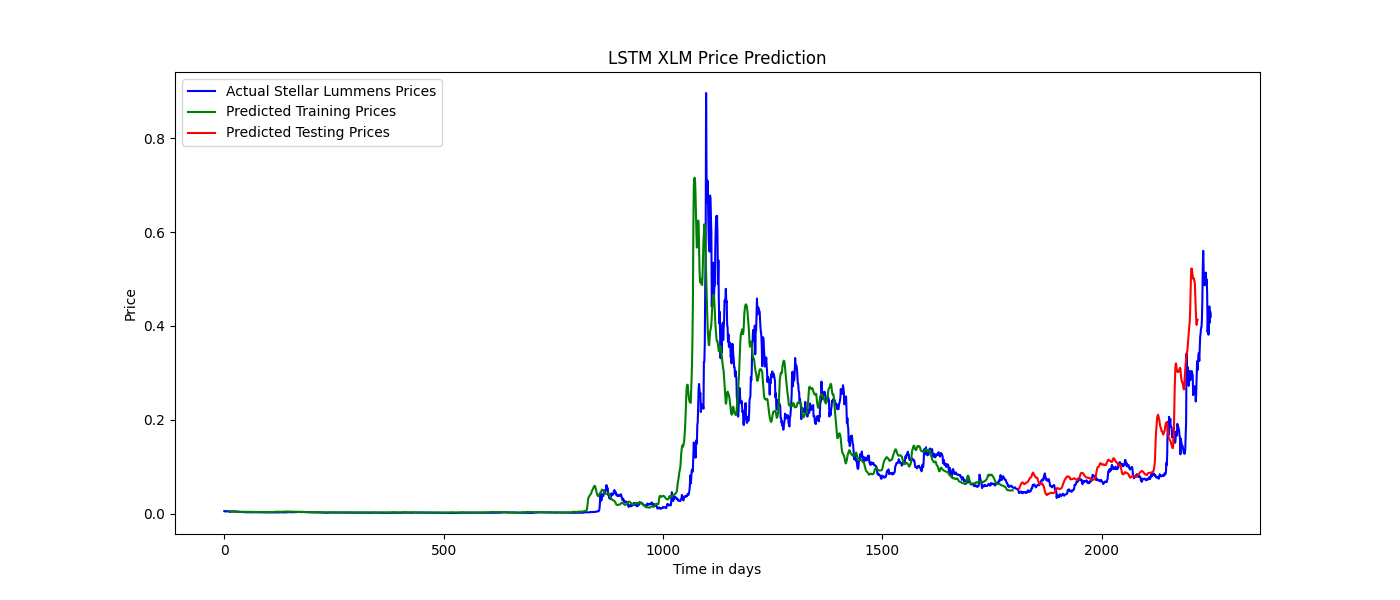 LSTM XLM Price Prediction
Actual Stellar Lummens Prices
Predicted Training Prices
Predicted Testing Prices
Price
0.8
0.6
0.4
0.2
0.0
0 500 1000 1500 2000
Time in days